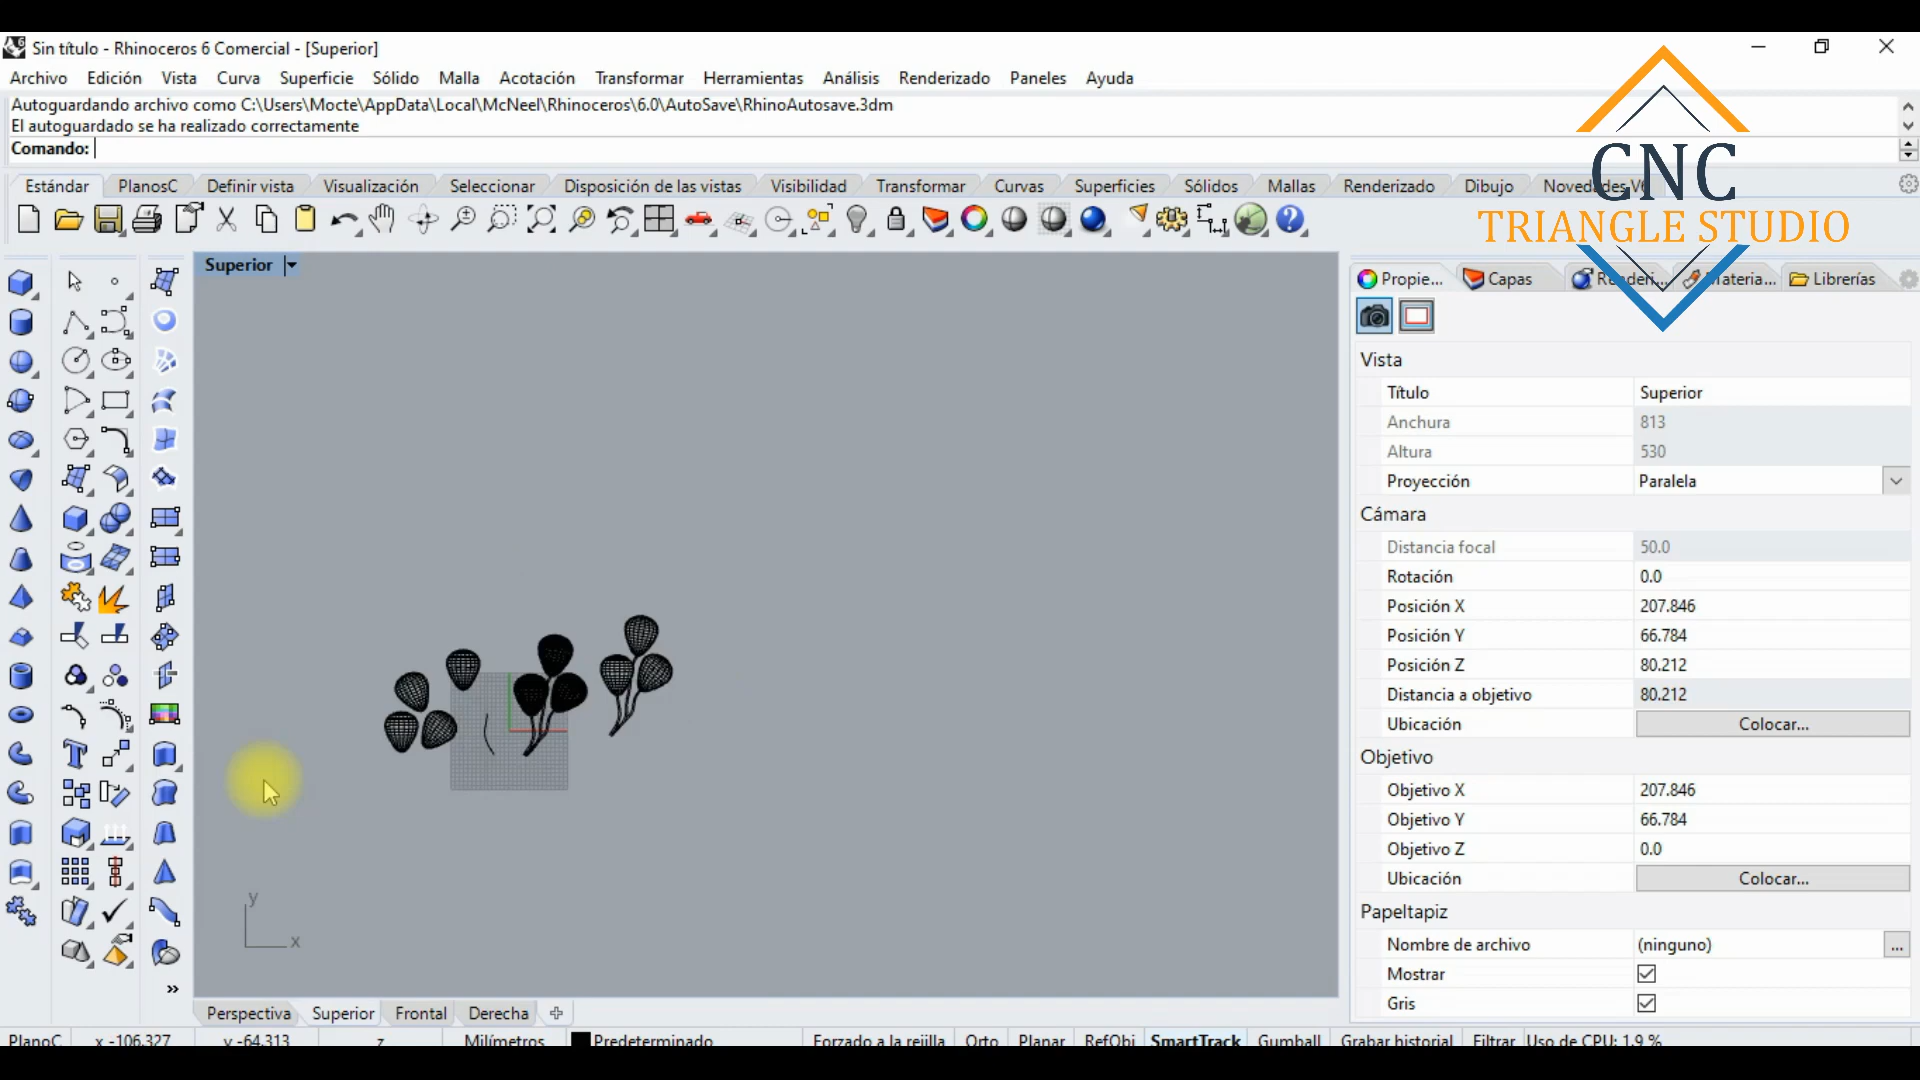 Sin título - Rhinoceros 6 Comercial - [Superior]
Archivo Edición Vista Curva Superficie Sólido Malla Acotación Transformar Herramientas Análisis Renderizado Paneles Ayuda
Autoguardando archivo como C:\Users\Mocte\AppData\Local\McNeel\Rhinoceros\6.0\AutoSave\RhinoAutosave.3dm
El autoguardado se ha realizado correctamente
Comando:
CNC
TRIANGLE STUDIO
Estándar PlanosC Definir vista Visualización Seleccionar Disposición de las vistas Visibilidad Transformar Curvas Superficies Sólidos Mallas Renderizado Dibujo Novedades V6
Superior
Propie... Capas Renderi... Materia... Librerías
Vista
Título Superior
Anchura 813
Altura 530
Proyección Paralela
Cámara
Distancia focal 50.0
Rotación 0.0
Posición X 207.846
Posición Y 66.784
Posición Z 80.212
Distancia a objetivo 80.212
Ubicación Colocar...
Objetivo
Objetivo X 207.846
Objetivo Y 66.784
Objetivo Z 0.0
Ubicación Colocar...
Papeltapiz
Nombre de archivo (ninguno) ...
Mostrar
Gris
y
x
Perspectiva Superior Frontal Derecha
PlanoC x -106.327 y -64.313 z Milímetros Predeterminado Forzado a la rejilla Orto Planar RefObj SmartTrack Gumball Grabar historial Filtrar Uso de CPU: 1.9 %